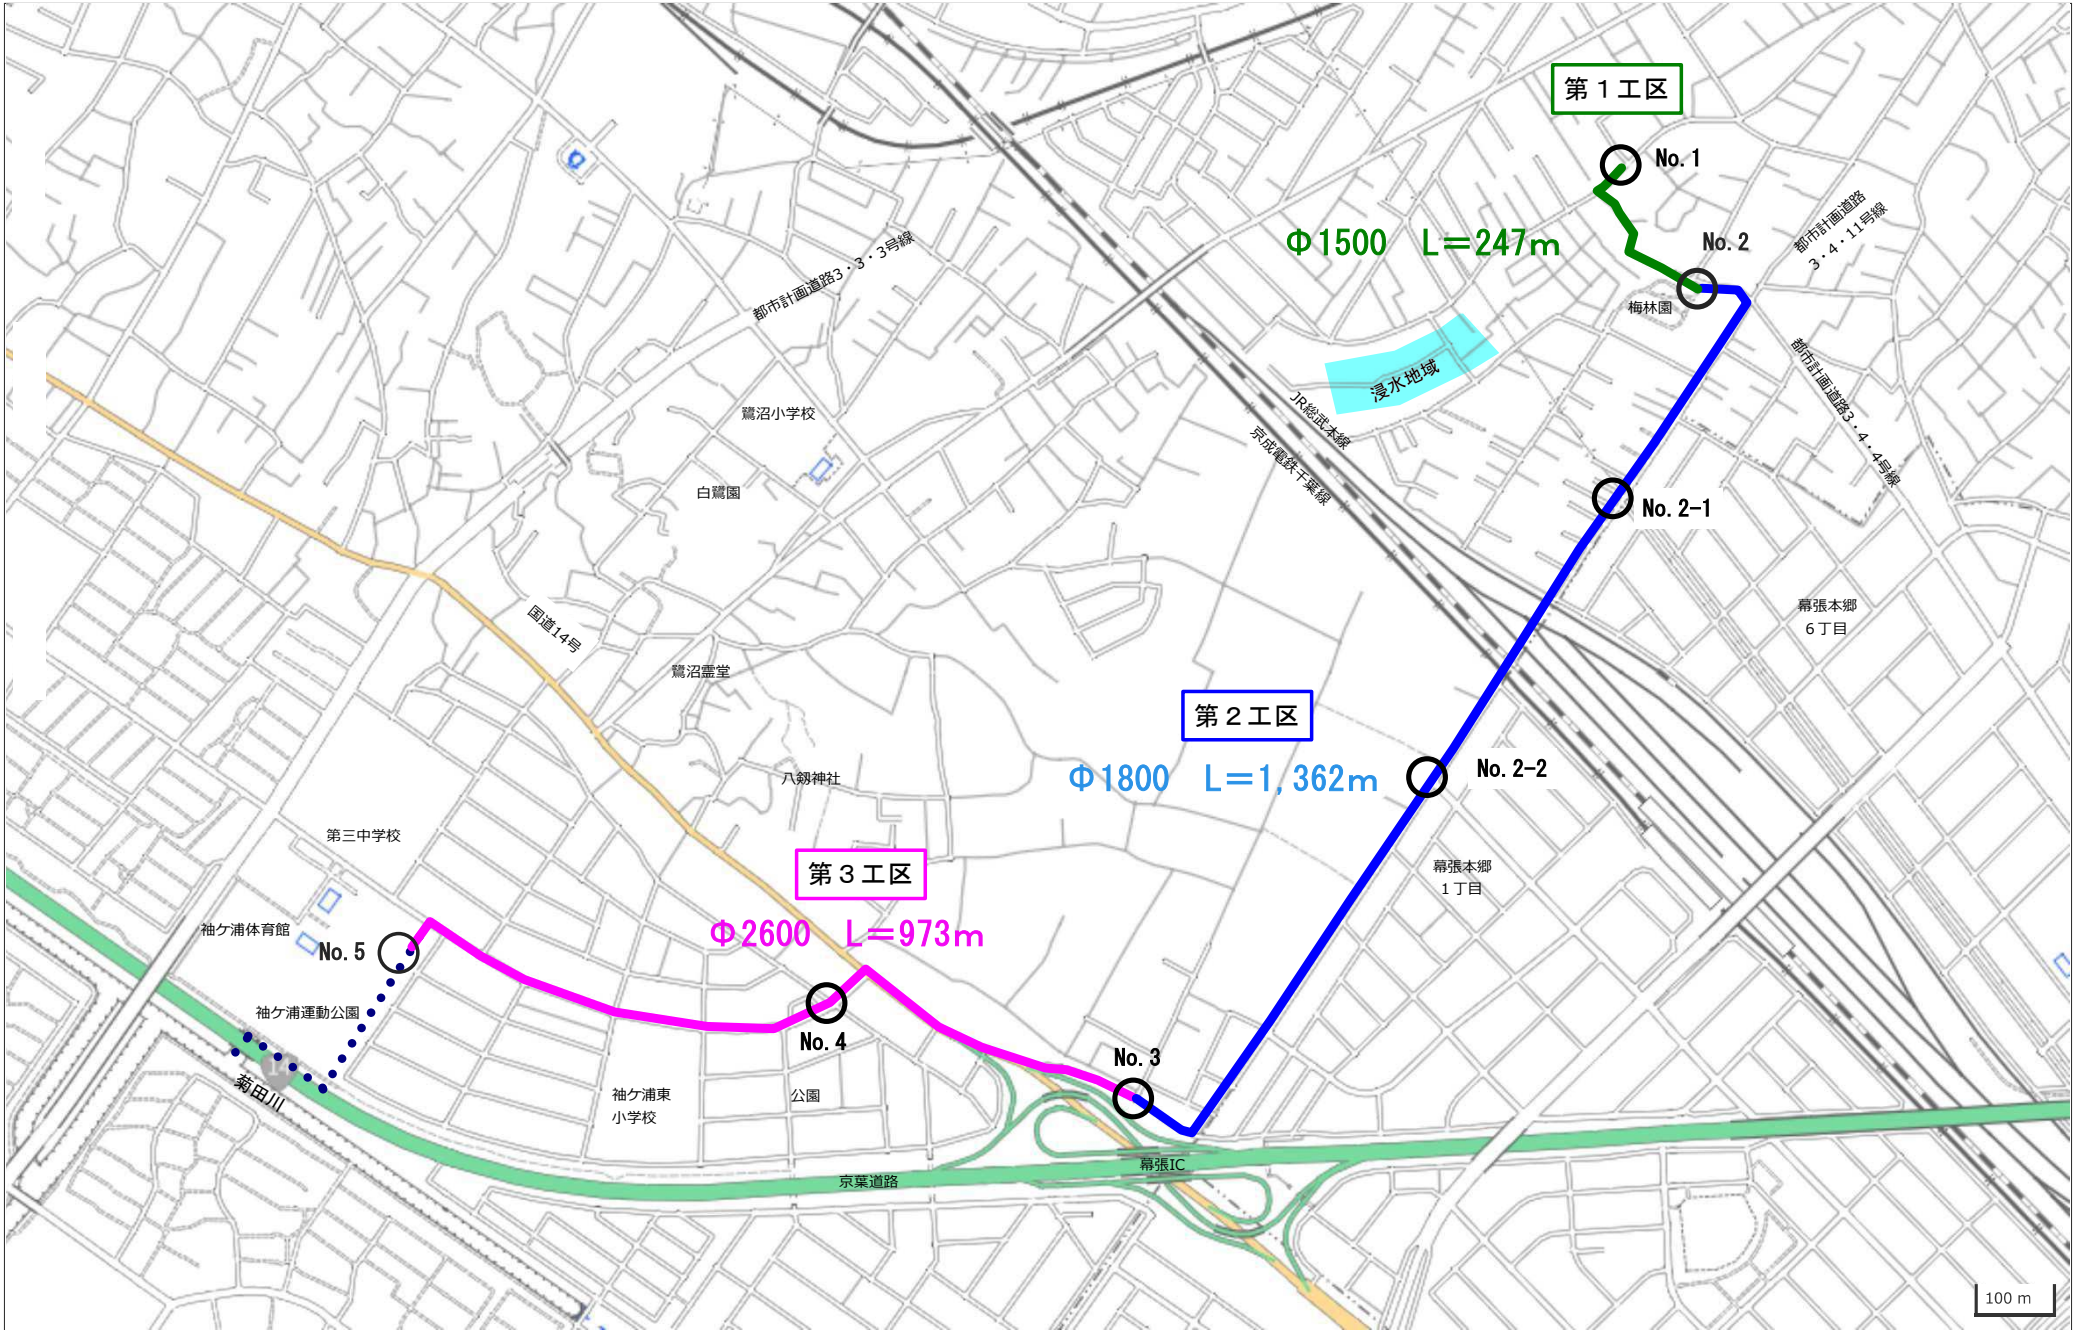 第１工区
No. 1
都市計画道路
3・4・11号線
No. 2
Φ1500　L＝247m
都市計画道路3・3・3号線
梅林園
浸水地域
都市計画道路3・4・4号線
JR総武本線
京成電鉄千葉線
鷺沼小学校
白鷺園
No. 2-1
幕張本郷
6丁目
国道14号
鷺沼霊堂
第２工区
八剱神社
Φ1800　L＝1, 362m
No. 2-2
第三中学校
第３工区
幕張本郷
1丁目
袖ケ浦体育館
No. 5
Φ2600　L＝973m
袖ケ浦運動公園
No. 4
No. 3
14
菊田川
袖ケ浦東
小学校
公園
幕張IC
京葉道路
100 m